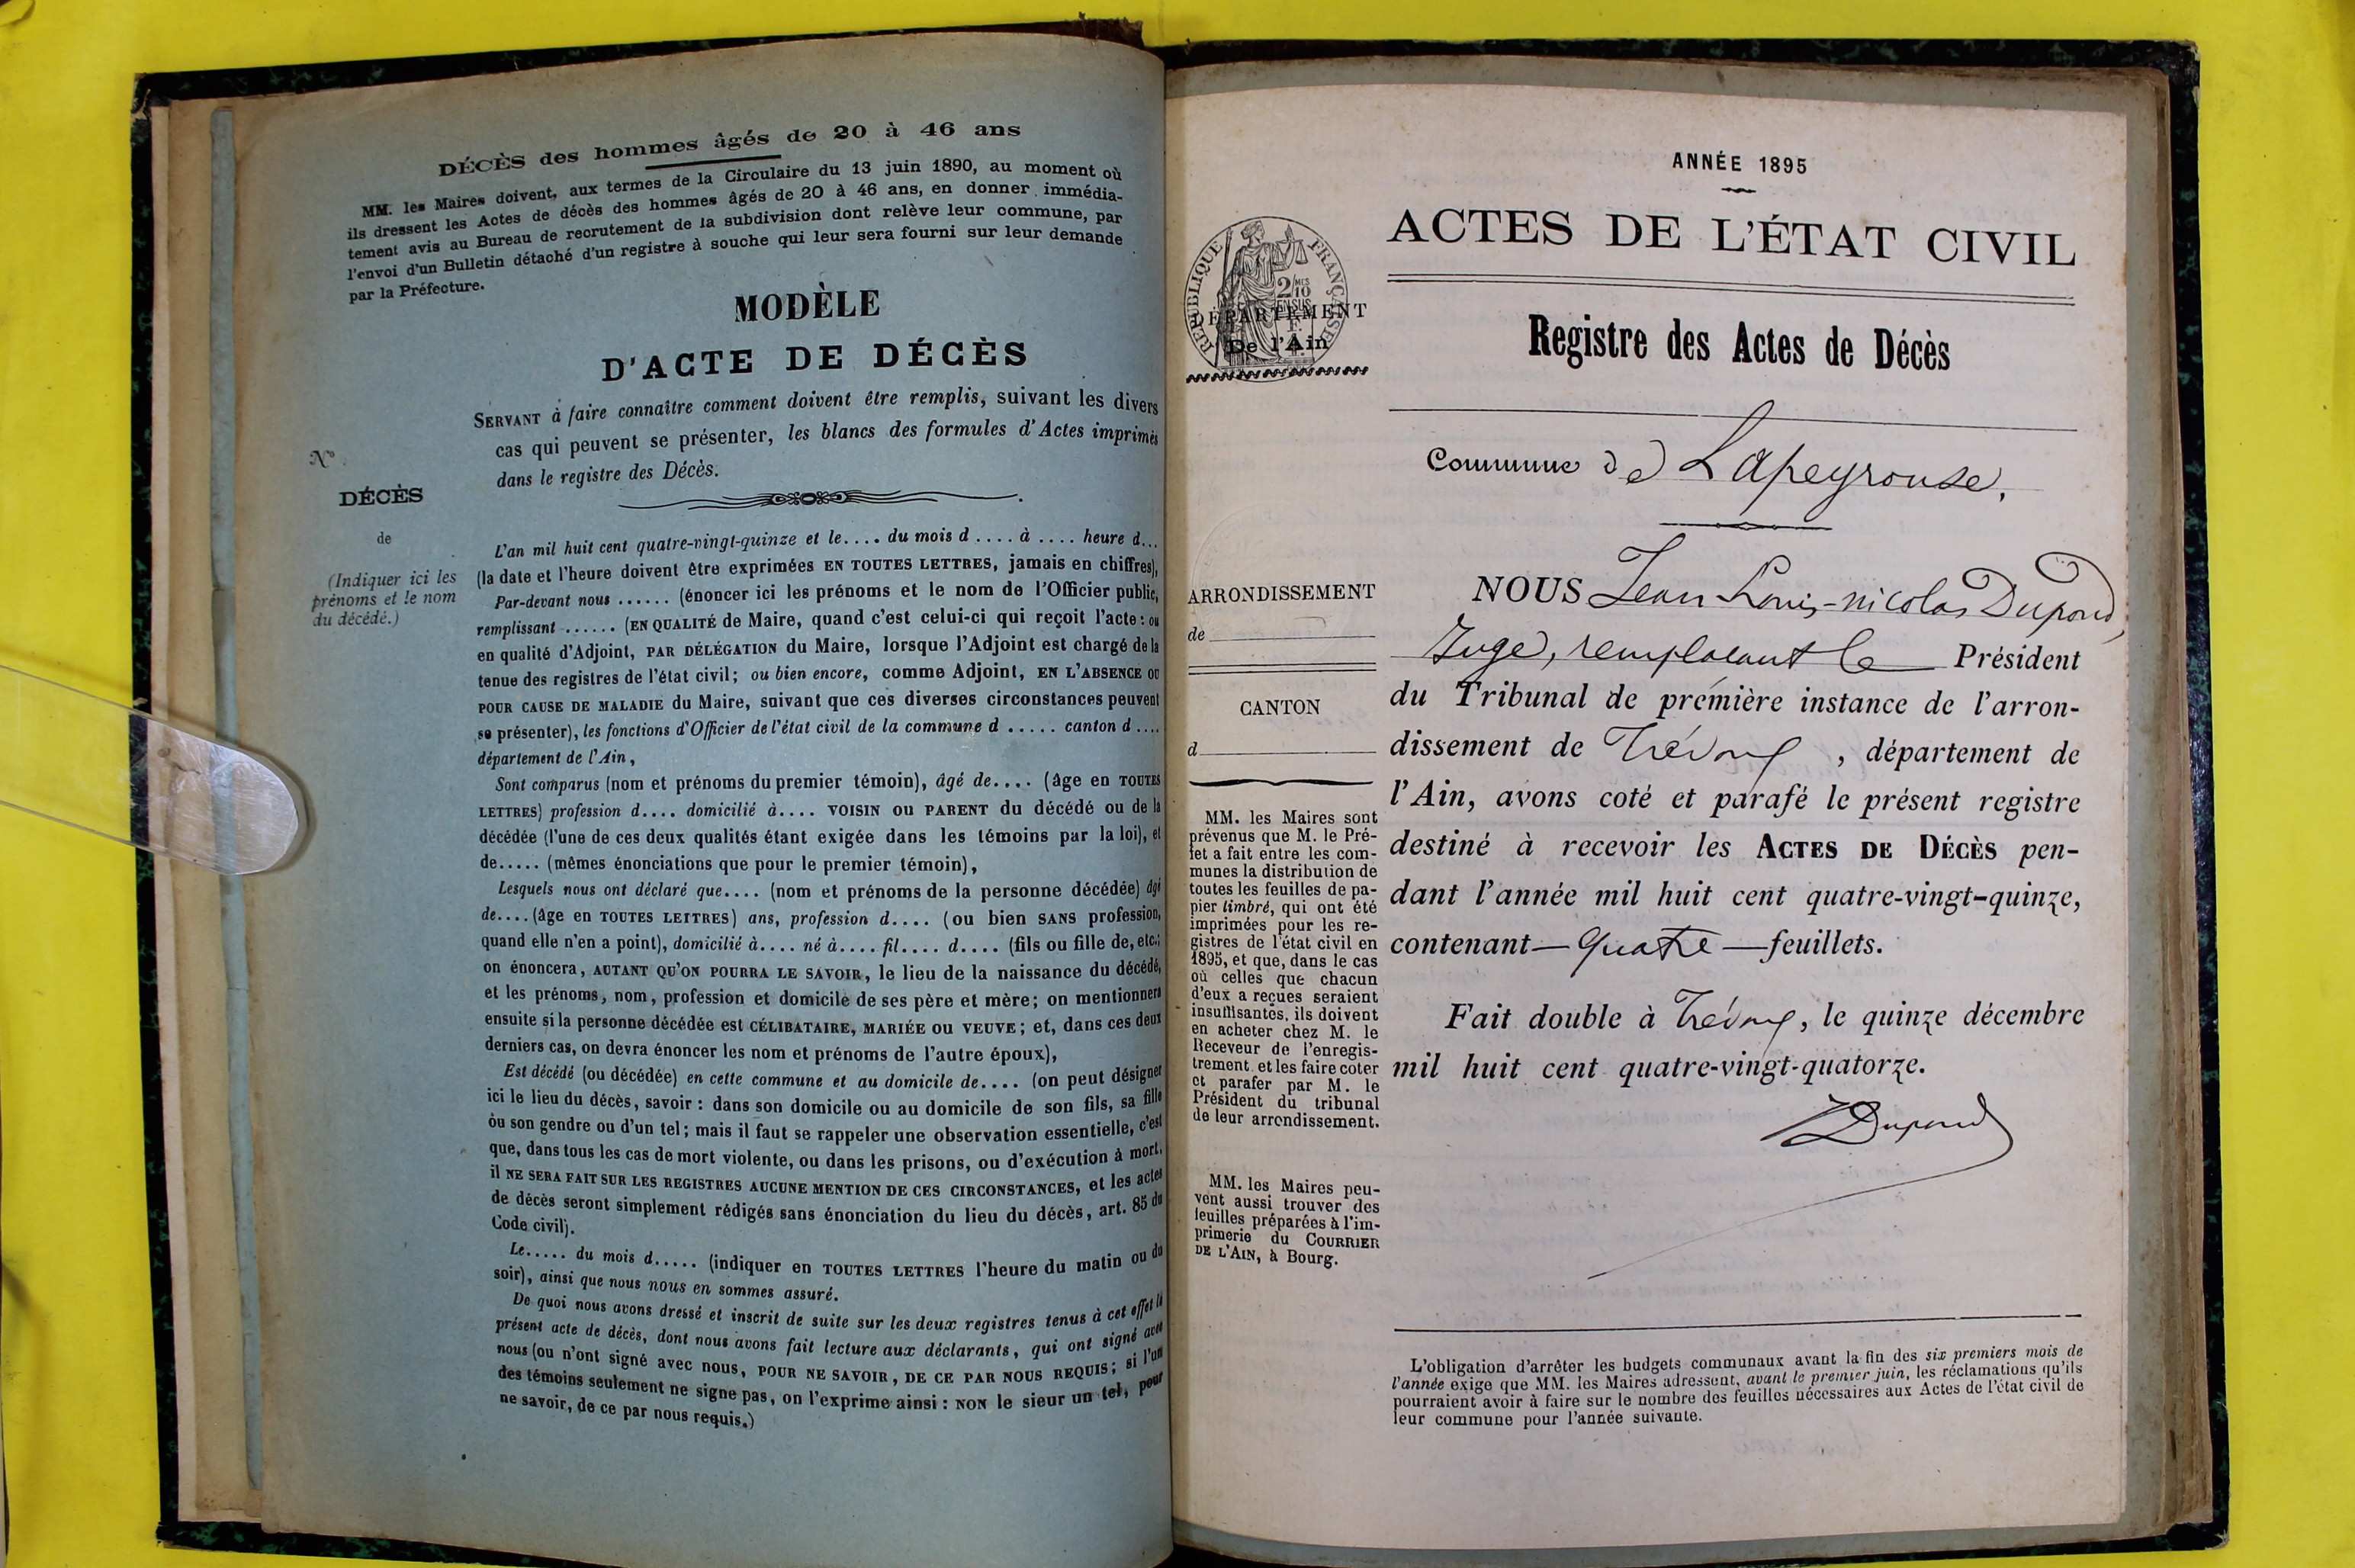 DÉCÈS des hommes âgés de 20 à 46 ans
MM. les Maires doivent, aux termes de la Circulaire du 13 juin 1890, au moment où
ils dressent les Actes de décès des hommes âgés de 20 à 46 ans, en donner immédia-
tement avis au Bureau de recrutement de la subdivision dont relève leur commune, par
l'envoi d'un Bulletin détaché d'un registre à souche qui leur sera fourni sur leur demande
par la Préfecture.
MODÈLE
D'ACTE DE DÉCÈS
SERVANT à faire connaître comment doivent être remplis, suivant les divers
cas qui peuvent se présenter, les blancs des formules d'Actes imprimés
dans le registre des Décès.
N°
DÉCÈS
de
(Indiquer ici les
prénoms et le nom
du décédé.)
L'an mil huit cent quatre-vingt-quinze et le.... du mois d .... à .... heure d...
(la date et l'heure doivent être exprimées EN TOUTES LETTRES, jamais en chiffres),
Par-devant nous ...... (énoncer ici les prénoms et le nom de l'Officier public,
remplissant ...... (EN QUALITÉ de Maire, quand c'est celui-ci qui reçoit l'acte : ou
en qualité d'Adjoint, PAR DÉLÉGATION du Maire, lorsque l'Adjoint est chargé de la
tenue des registres de l'état civil; ou bien encore, comme Adjoint, EN L'ABSENCE OU
POUR CAUSE DE MALADIE du Maire, suivant que ces diverses circonstances peuvent
se présenter), les fonctions d'Officier de l'état civil de la commune d ..... canton d ....
département de l'Ain,
Sont comparus (nom et prénoms du premier témoin), âgé de.... (âge en TOUTES
LETTRES) profession d.... domicilié à.... VOISIN OU PARENT du décédé ou de la
décédée (l'une de ces deux qualités étant exigée dans les témoins par la loi), et
de..... (mêmes énonciations que pour le premier témoin),
Lesquels nous ont déclaré que.... (nom et prénoms de la personne décédée) âgé
de.... (âge en TOUTES LETTRES) ans, profession d.... (ou bien SANS profession,
quand elle n'en a point), domicilié à.... né à.... fil.... d.... (fils ou fille de, etc.;
on énoncera, AUTANT QU'ON POURRA LE SAVOIR, le lieu de la naissance du décédé,
et les prénoms, nom, profession et domicile de ses père et mère; on mentionnera
ensuite si la personne décédée est CÉLIBATAIRE, MARIÉE OU VEUVE; et, dans ces deux
derniers cas, on devra énoncer les nom et prénoms de l'autre époux),
Est décédé (ou décédée) en cette commune et au domicile de.... (on peut désigner
ici le lieu du décès, savoir : dans son domicile ou au domicile de son fils, sa fille
ou son gendre ou d'un tel; mais il faut se rappeler une observation essentielle, c'est
que, dans tous les cas de mort violente, ou dans les prisons, ou d'exécution à mort,
il NE SERA FAIT SUR LES REGISTRES AUCUNE MENTION DE CES CIRCONSTANCES, et les actes
de décès seront simplement rédigés sans énonciation du lieu du décès, art. 85 du
Code civil).
Le..... du mois d..... (indiquer en TOUTES LETTRES l'heure du matin ou du
soir), ainsi que nous nous en sommes assuré.
De quoi nous avons dressé et inscrit de suite sur les deux registres tenus à cet effet le
présent acte de décès, dont nous avons fait lecture aux déclarants, qui ont signé avec
nous (ou n'ont signé avec nous, POUR NE SAVOIR, DE CE PAR NOUS REQUIS; si l'un
des témoins seulement ne signe pas, on l'exprime ainsi : NON le sieur un tel, pour
ne savoir, de ce par nous requis.)
ANNÉE 1895
ACTES DE L'ÉTAT CIVIL
RÉPUBLIQUE FRANÇAISE
2/10 MES
EN SUS
DÉPARTEMENT
De l'Ain
Registre des Actes de Décès
Commune de Lapeyrouse.
ARRONDISSEMENT
de
CANTON
d
MM. les Maires sont
prévenus que M. le Pré-
fet a fait entre les com-
munes la distribution de
toutes les feuilles de pa-
pier timbré, qui ont été
imprimées pour les re-
gistres de l'état civil en
1895, et que, dans le cas
où celles que chacun
d'eux a reçues seraient
insuffisantes, ils doivent
en acheter chez M. le
Receveur de l'enregis-
trement et les faire coter
et parafer par M. le
Président du tribunal
de leur arrondissement.
MM. les Maires peu-
vent aussi trouver des
feuilles préparées à l'im-
primerie du COURRIER
DE L'AIN, à Bourg.
NOUS Jean Louis-nicolas Dupond,
Juge, remplacant le Président
du Tribunal de première instance de l'arron-
dissement de Trévoux, département de
l'Ain, avons coté et parafé le présent registre
destiné à recevoir les ACTES DE DÉCÈS pen-
dant l'année mil huit cent quatre-vingt-quinze,
contenant — quatre — feuillets.
Fait double à Trévoux, le quinze décembre
mil huit cent quatre-vingt-quatorze.
Dupond
L'obligation d'arrêter les budgets communaux avant la fin des six premiers mois de
l'année exige que MM. les Maires adressent, avant le premier juin, les réclamations qu'ils
pourraient avoir à faire sur le nombre des feuilles nécessaires aux Actes de l'état civil de
leur commune pour l'année suivante.